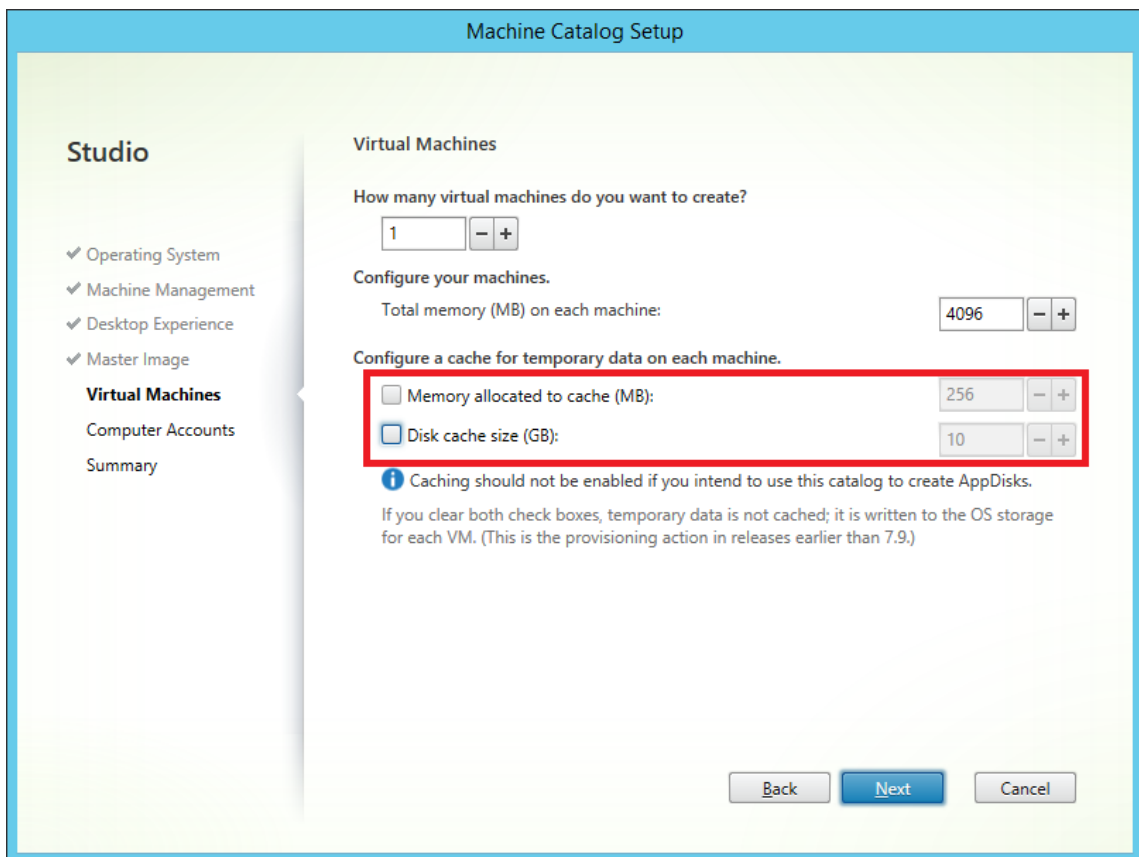 Machine Catalog Setup
Studio
Operating System
Machine Management
Desktop Experience
Master Image
Virtual Machines
Computer Accounts
Summary
Virtual Machines
How many virtual machines do you want to create?
1 − +
Configure your machines.
Total memory (MB) on each machine: 4096 − +
Configure a cache for temporary data on each machine.
Memory allocated to cache (MB): 256 − +
Disk cache size (GB): 10 − +
Caching should not be enabled if you intend to use this catalog to create AppDisks.
If you clear both check boxes, temporary data is not cached; it is written to the OS storage
for each VM. (This is the provisioning action in releases earlier than 7.9.)
Back Next Cancel